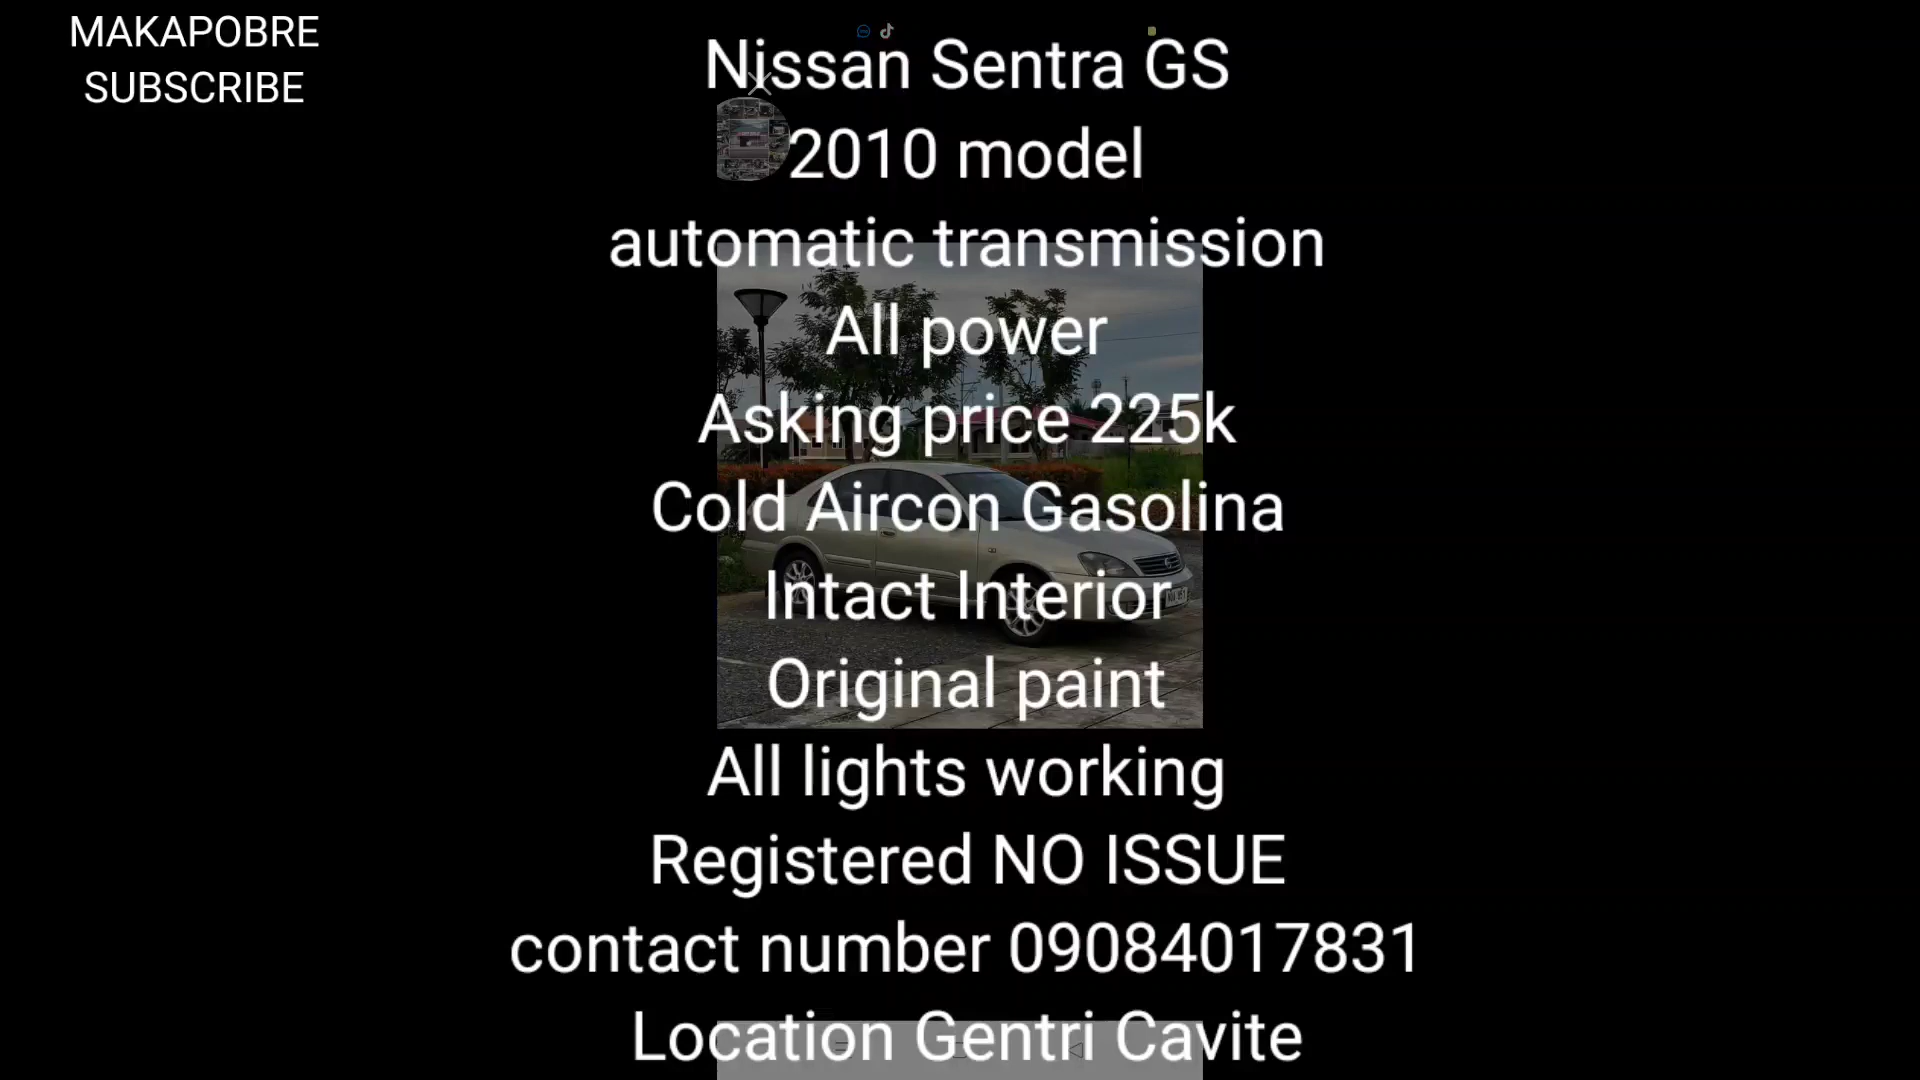 MAKAPOBRE
SUBSCRIBE
Nissan Sentra GS
2010 model
automatic transmission
All power
Asking price 225k
Cold Aircon Gasolina
Intact Interior
Original paint
All lights working
Registered NO ISSUE
contact number 09084017831
Location Gentri Cavite